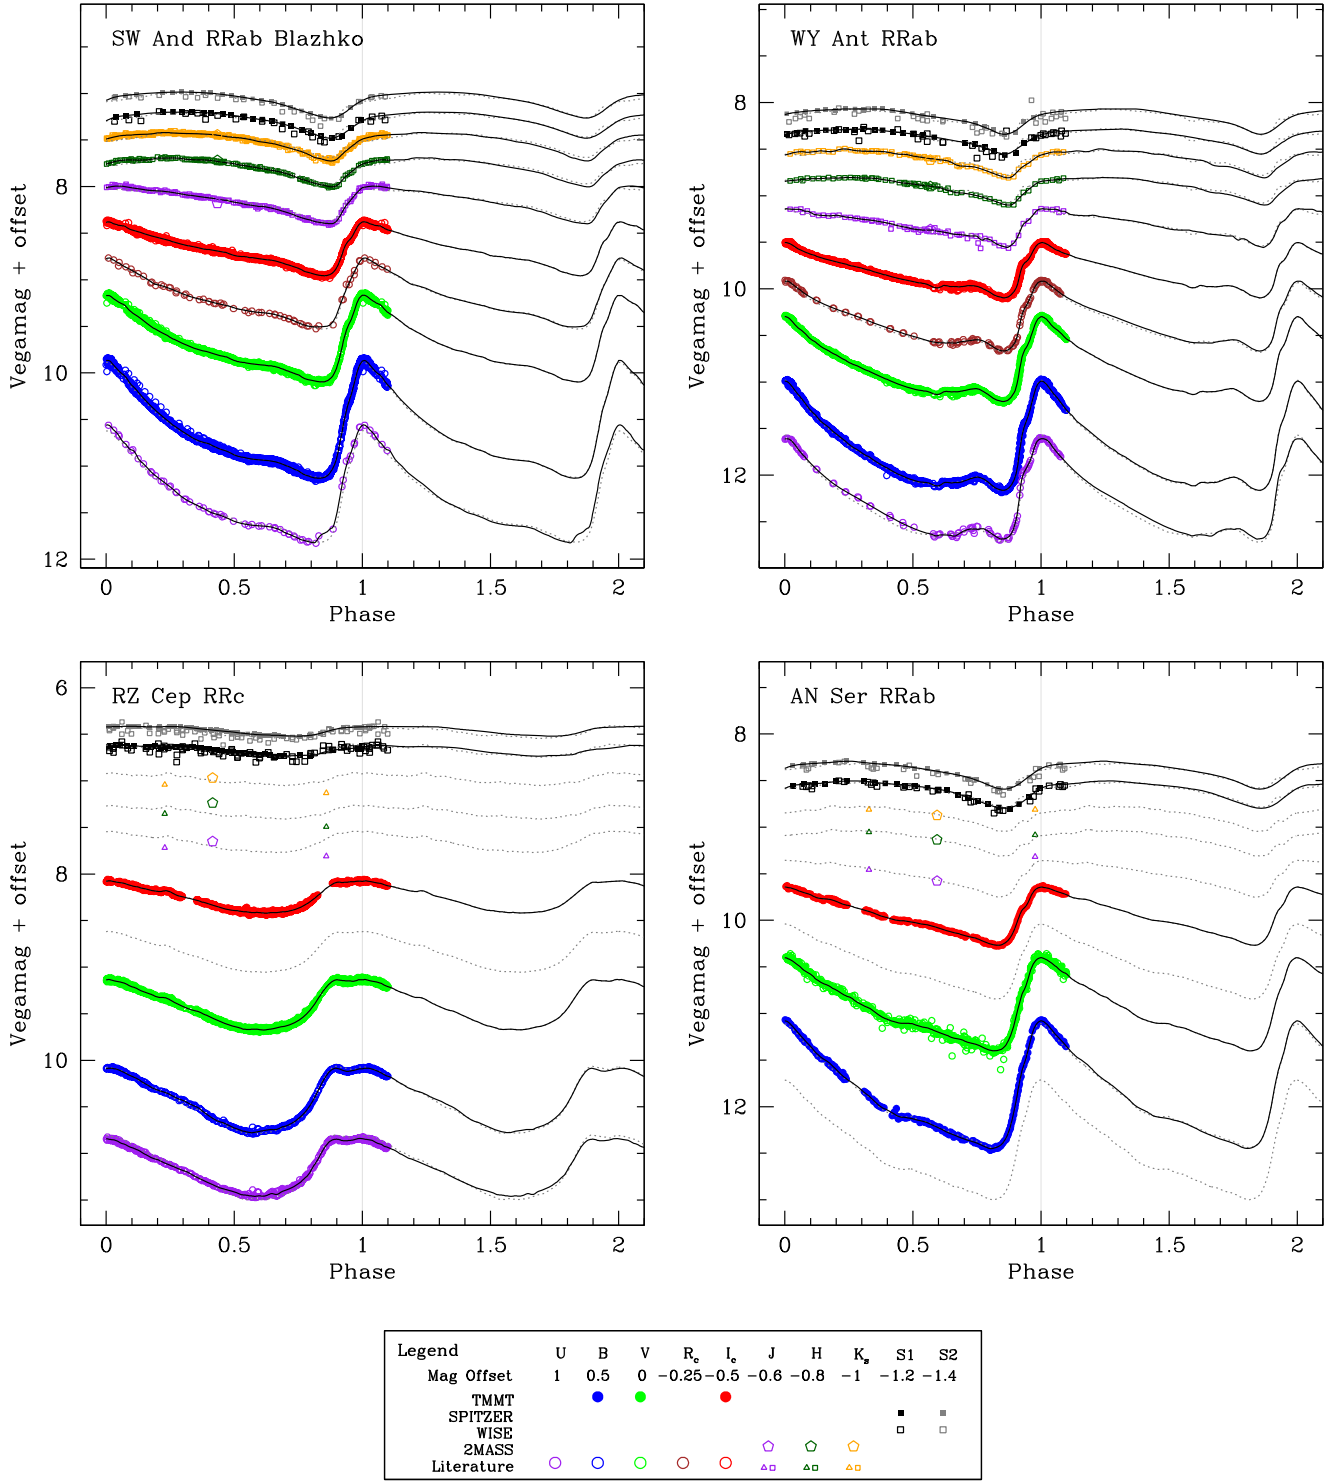 SW And RRab Blazhko
8
10
12
Vegamag + offset
0 0.5 1 1.5 2
Phase
WY Ant RRab
8
10
12
Vegamag + offset
0 0.5 1 1.5 2
Phase
RZ Cep RRc
6
8
10
Vegamag + offset
0 0.5 1 1.5 2
Phase
AN Ser RRab
8
10
12
Vegamag + offset
0 0.5 1 1.5 2
Phase
Legend U B V R_c I_c J H K_s S1 S2
Mag Offset 1 0.5 0 -0.25 -0.5 -0.6 -0.8 -1 -1.2 -1.4
TMMT
SPITZER
WISE
2MASS
Literature